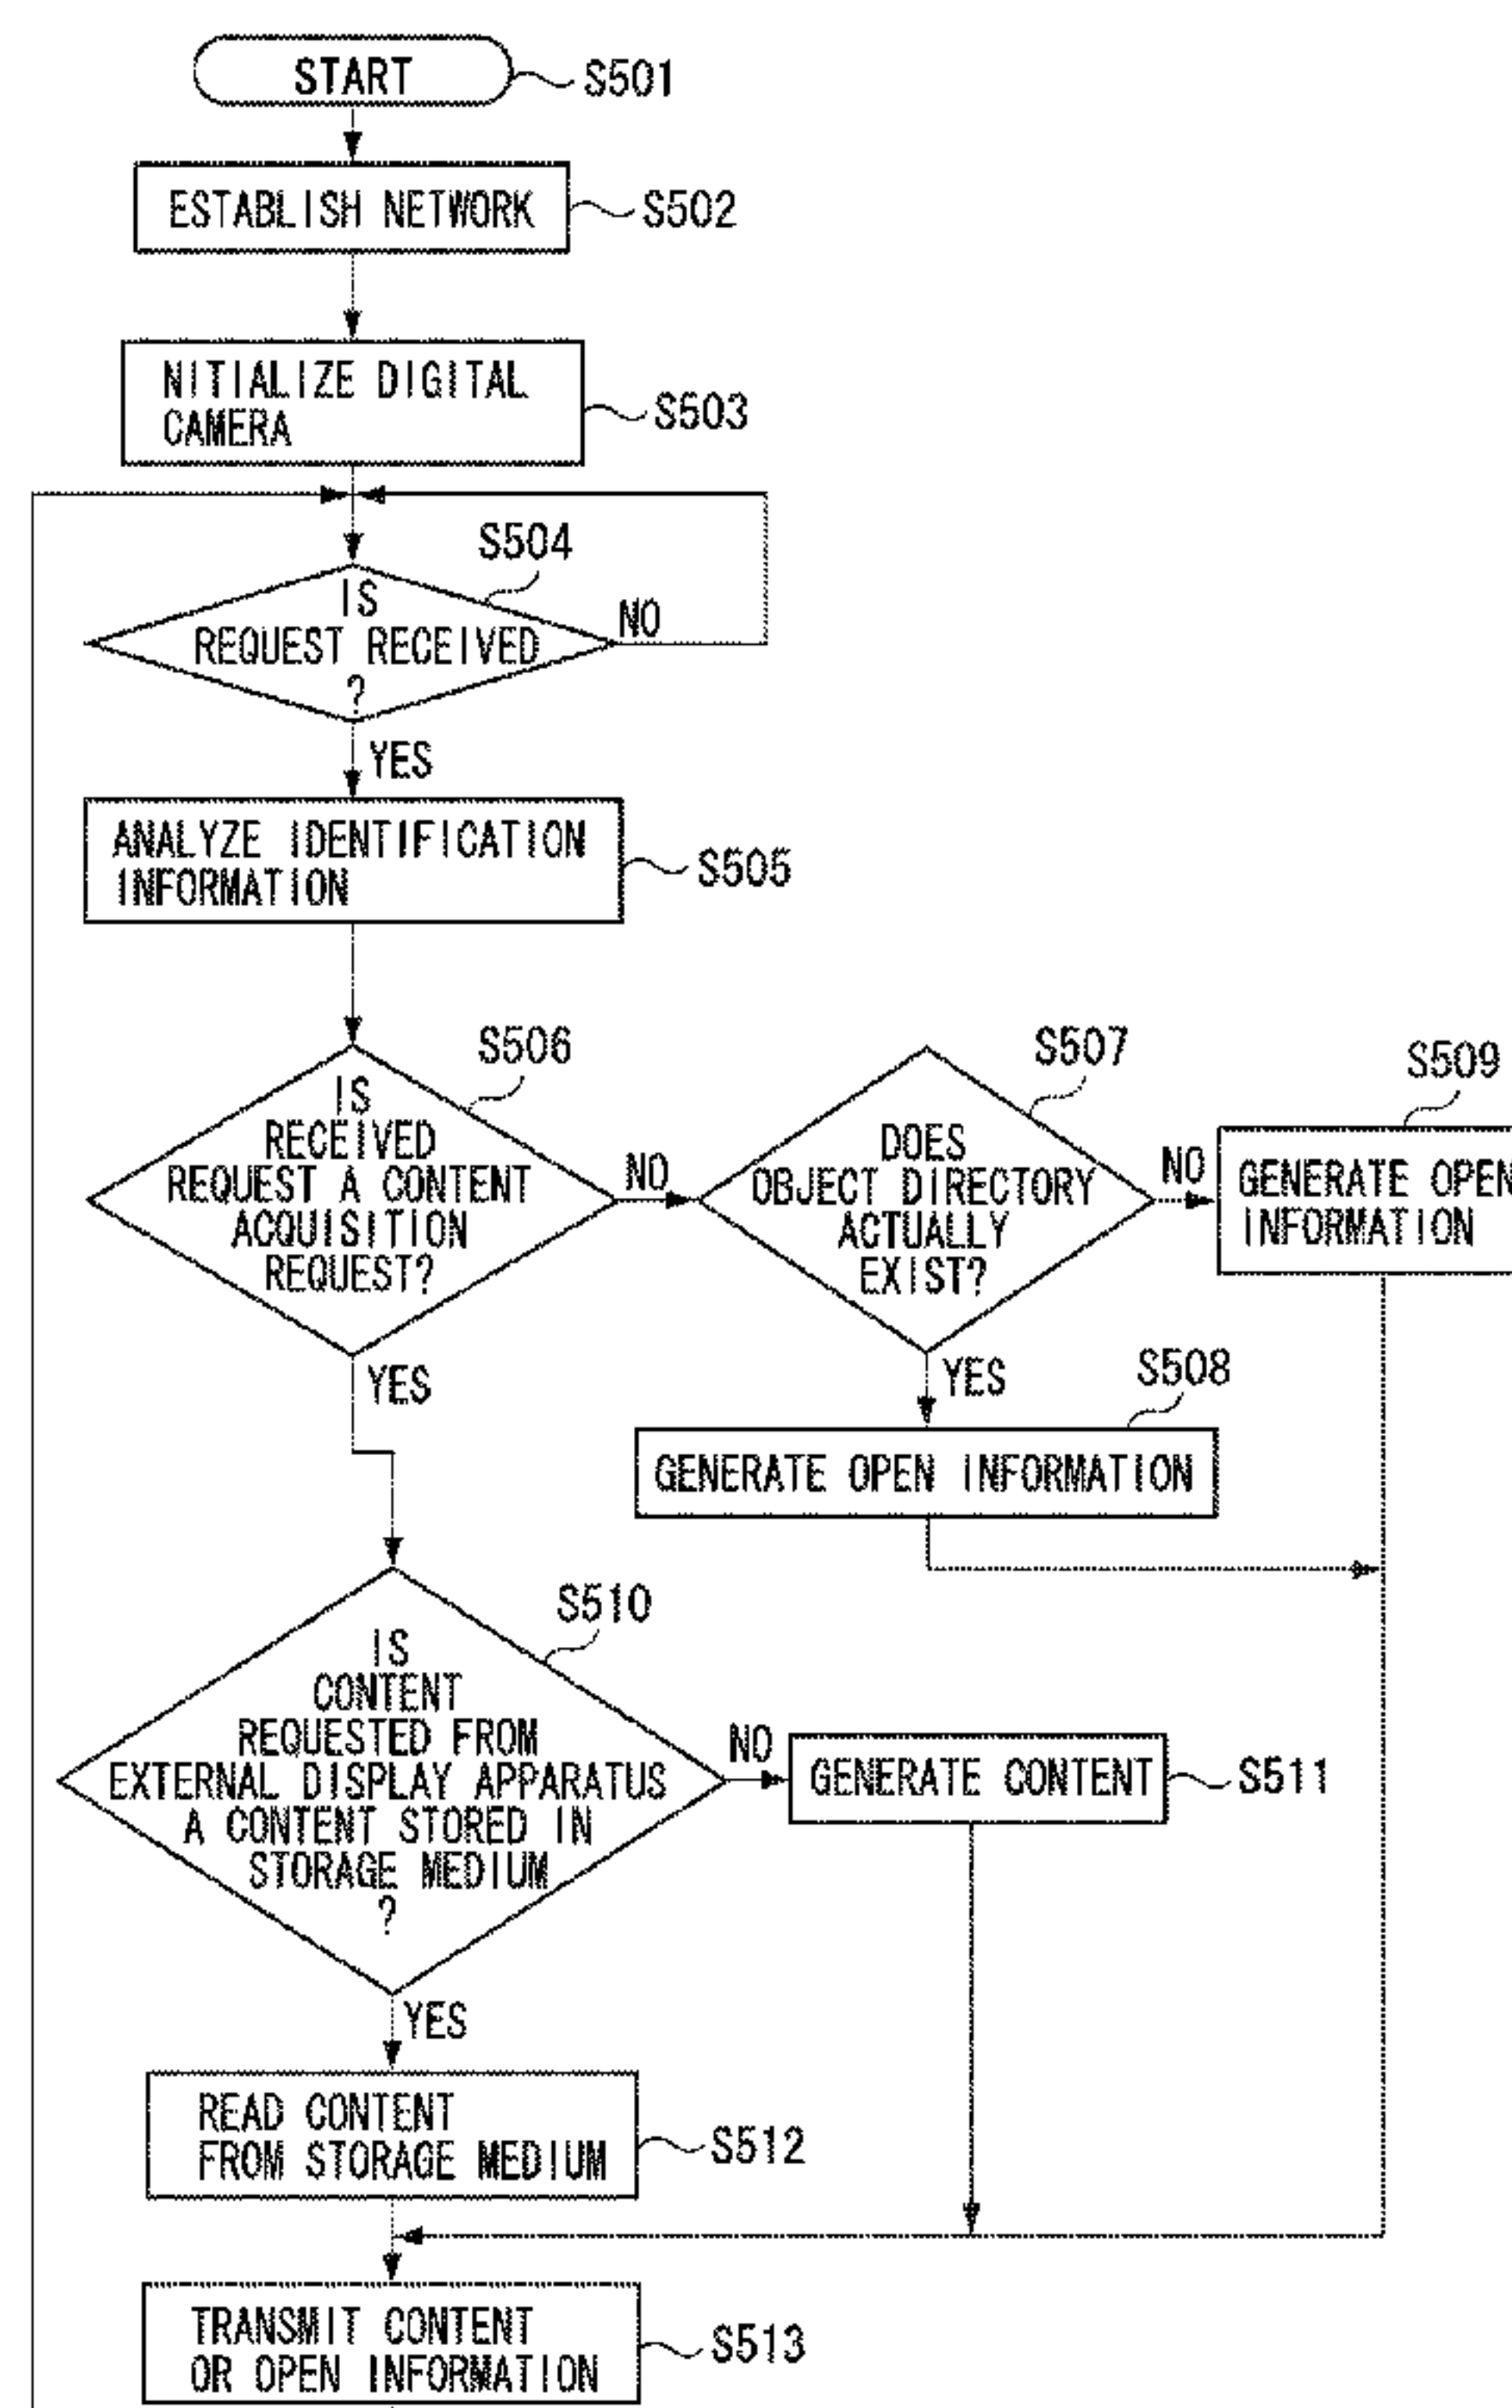 START
S501
ESTABLISH NETWORK
S502
NITIALIZE DIGITAL
CAMERA
S503
S504
IS
REQUEST RECEIVED
?
NO
YES
ANALYZE IDENTIFICATION
INFORMATION
S505
S506
IS
RECEIVED
REQUEST A CONTENT
ACQUISITION
REQUEST?
NO
YES
S507
DOES
OBJECT DIRECTORY
ACTUALLY
EXIST?
NO
YES
S509
GENERATE OPEN
INFORMATION
S508
GENERATE OPEN INFORMATION
S510
IS
CONTENT
REQUESTED FROM
EXTERNAL DISPLAY APPARATUS
A CONTENT STORED IN
STORAGE MEDIUM
?
NO
GENERATE CONTENT
S511
YES
READ CONTENT
FROM STORAGE MEDIUM
S512
TRANSMIT CONTENT
OR OPEN INFORMATION
S513